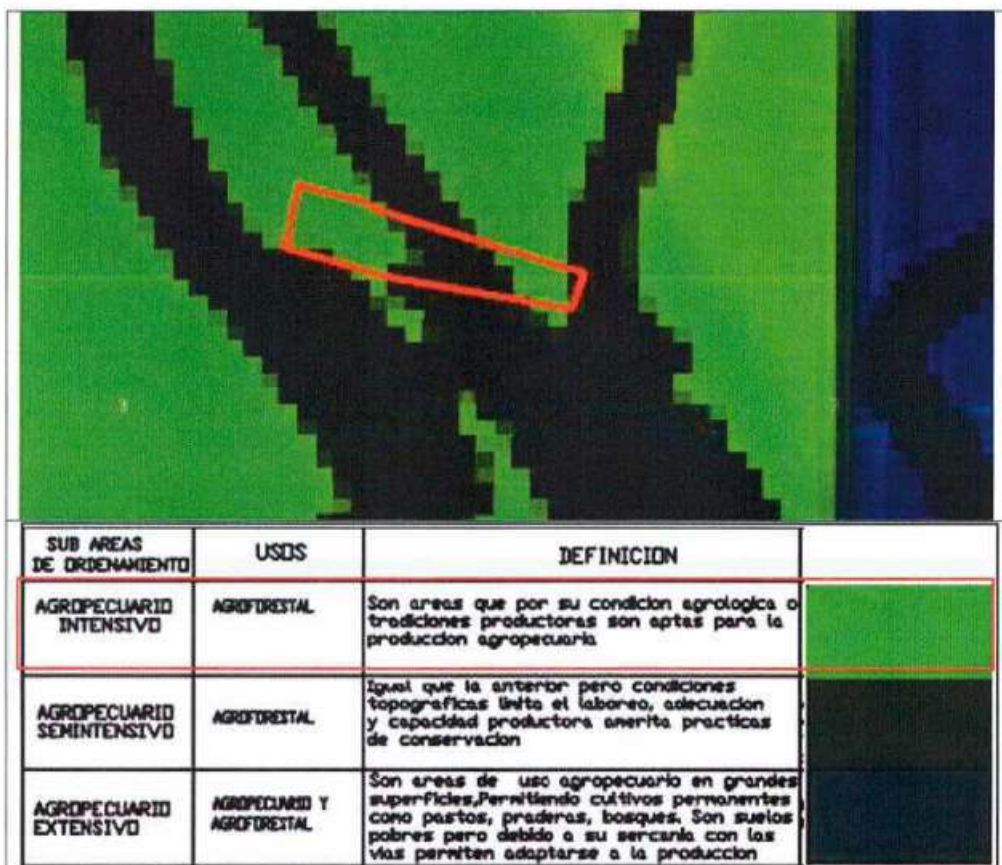 SUB AREAS
DE ORDENAMIENTO
USOS
DEFINICION
AGROPECUARIO
INTENSIVO
AGROFORESTAL
Son areas que por su condicion agrologica o
tradiciones productoras son aptas para la
produccion agropecuaria
AGROPECUARIO
SEMINTENSIVO
AGROFORESTAL
Igual que la anterior pero condiciones
topograficas limita el laboreo, adecuacion
y capacidad productora amerita practicas
de conservacion
AGROPECUARIO
EXTENSIVO
AGROPECUARIO Y
AGROFORESTAL
Son areas de uso agropecuario en grandes
superficies,Permitiendo cultivos permanentes
como pastos, praderas, bosques. Son suelos
pobres pero debido a su sercania con las
vias permiten adaptarse a la produccion